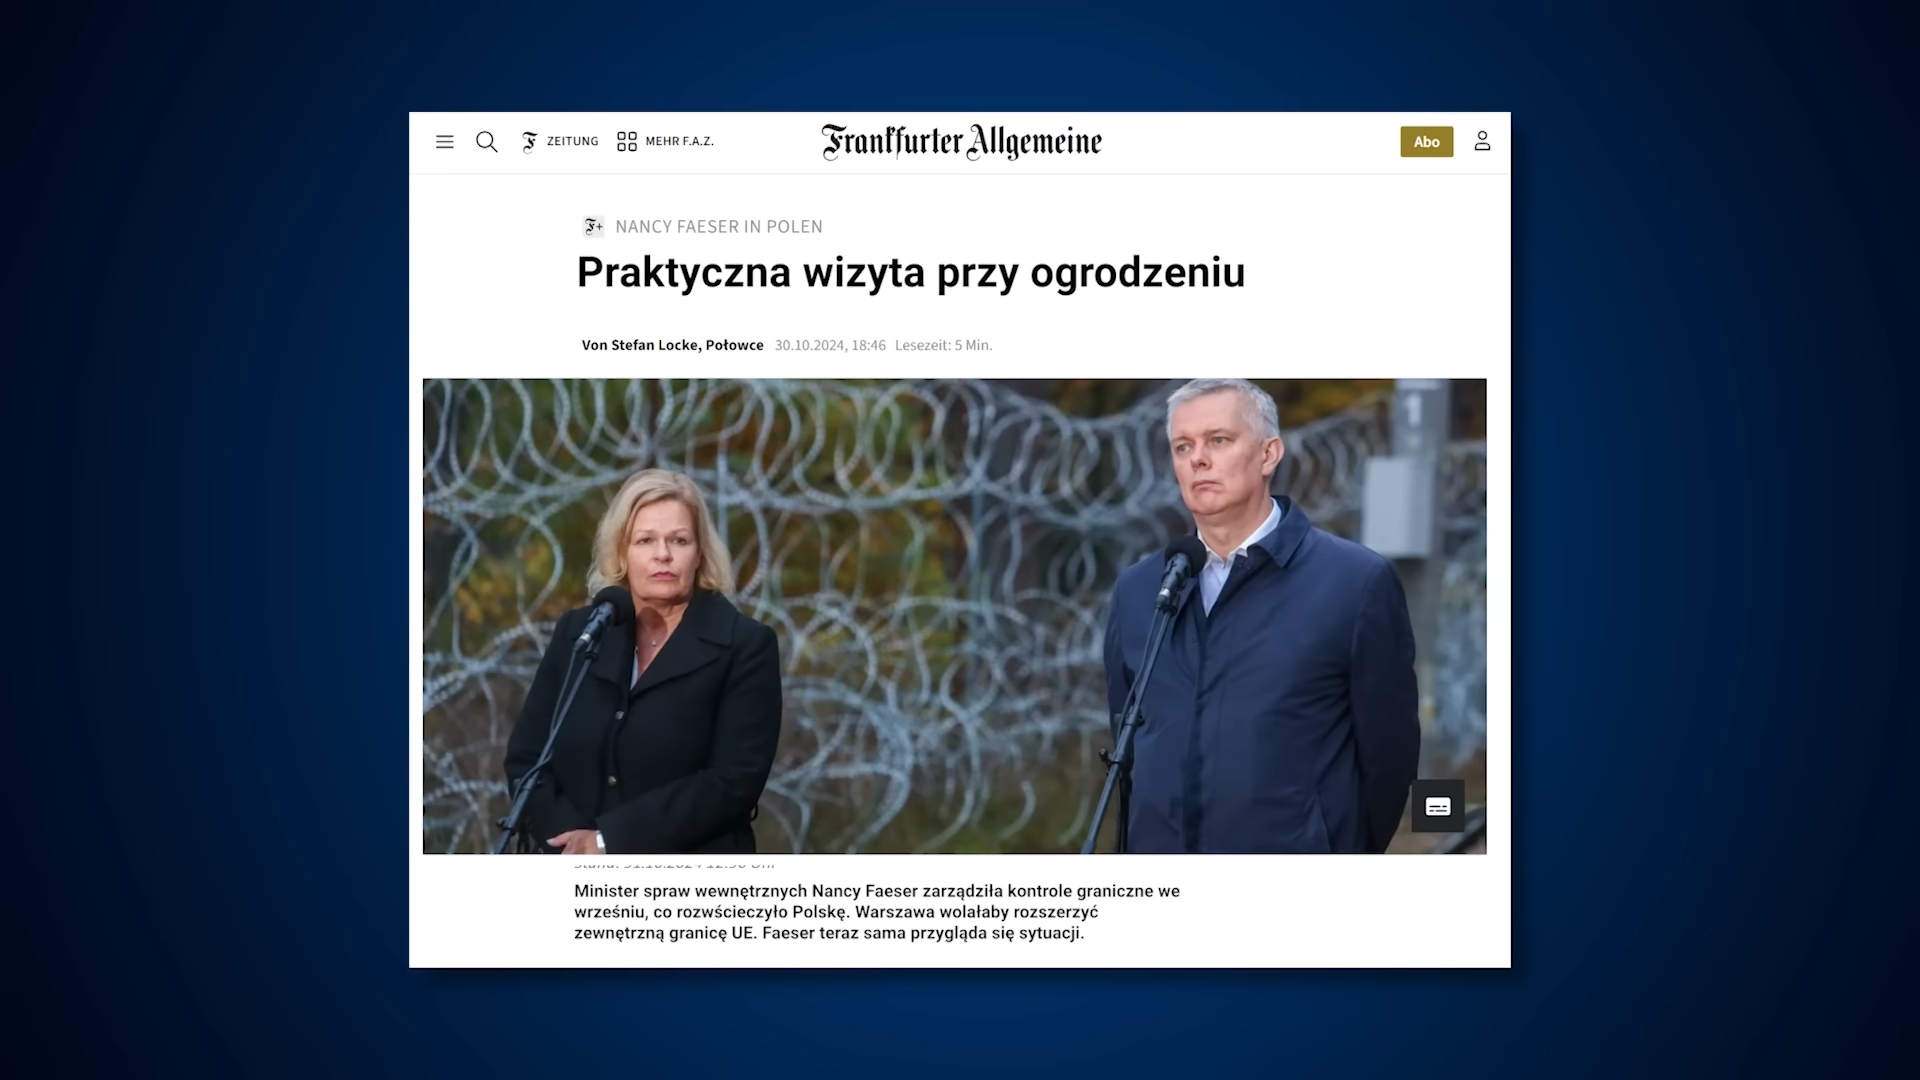 ZEITUNG
MEHR F.A.Z.
Frankfurter Allgemeine
Abo
F+ NANCY FAESER IN POLEN
Praktyczna wizyta przy ogrodzeniu
Von Stefan Locke, Połowce 30.10.2024, 18:46 Lesezeit: 5 Min.
1
Minister spraw wewnętrznych Nancy Faeser zarządziła kontrole graniczne we
wrześniu, co rozwścieczyło Polskę. Warszawa wolałaby rozszerzyć
zewnętrzną granicę UE. Faeser teraz sama przygląda się sytuacji.